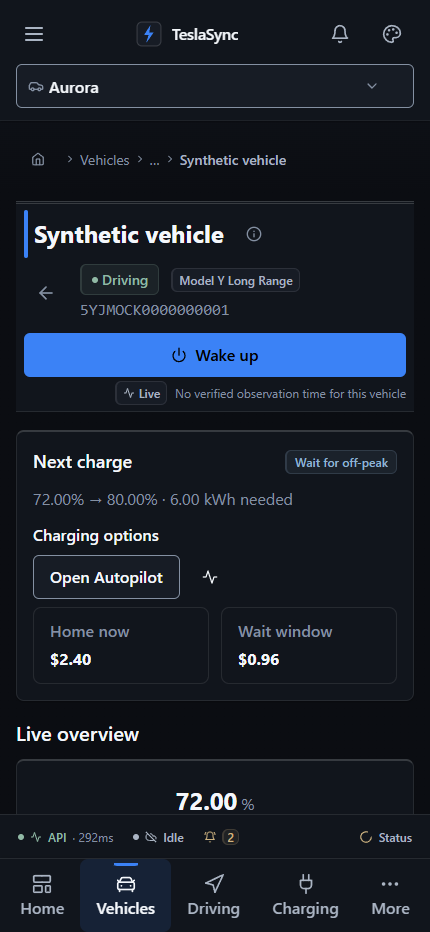 TeslaSync
Aurora
Vehicles ... Synthetic vehicle
Synthetic vehicle
Driving
Model Y Long Range
5YJMOCK0000000001
Wake up
Live
No verified observation time for this vehicle
Next charge
Wait for off-peak
72.00% → 80.00% · 6.00 kWh needed
Charging options
Open Autopilot
Home now
Wait window
$2.40
$0.96
Live overview
72.00 %
API · 292ms
Idle
2
Status
Home
Vehicles
Driving
Charging
More